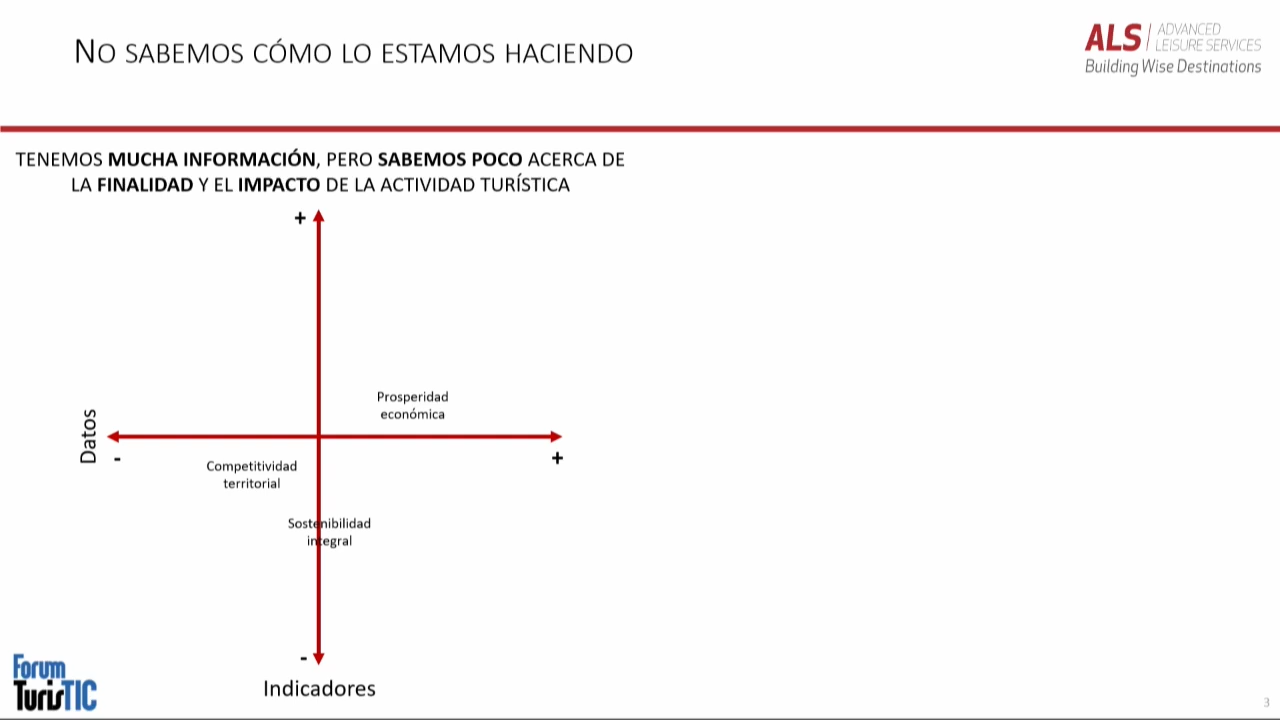 NO SABEMOS CÓMO LO ESTAMOS HACIENDO
ALS ADVANCED
LEISURE SERVICES
Building Wise Destinations
TENEMOS MUCHA INFORMACIÓN, PERO SABEMOS POCO ACERCA DE
LA FINALIDAD Y EL IMPACTO DE LA ACTIVIDAD TURÍSTICA
+
Prosperidad
económica
Datos
-
+
Competitividad
territorial
Sostenibilidad
integral
-
Indicadores
Forum
TurisTIC
3